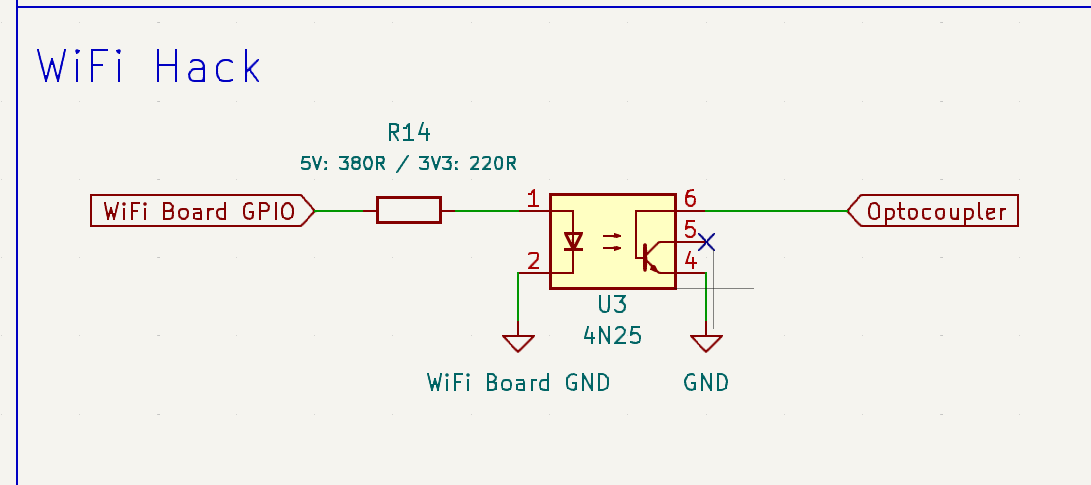 WiFi Hack
R14
5V: 380R / 3V3: 220R
WiFi Board GPIO
1
6
Optocoupler
5
2
4
U3
4N25
WiFi Board GND
GND